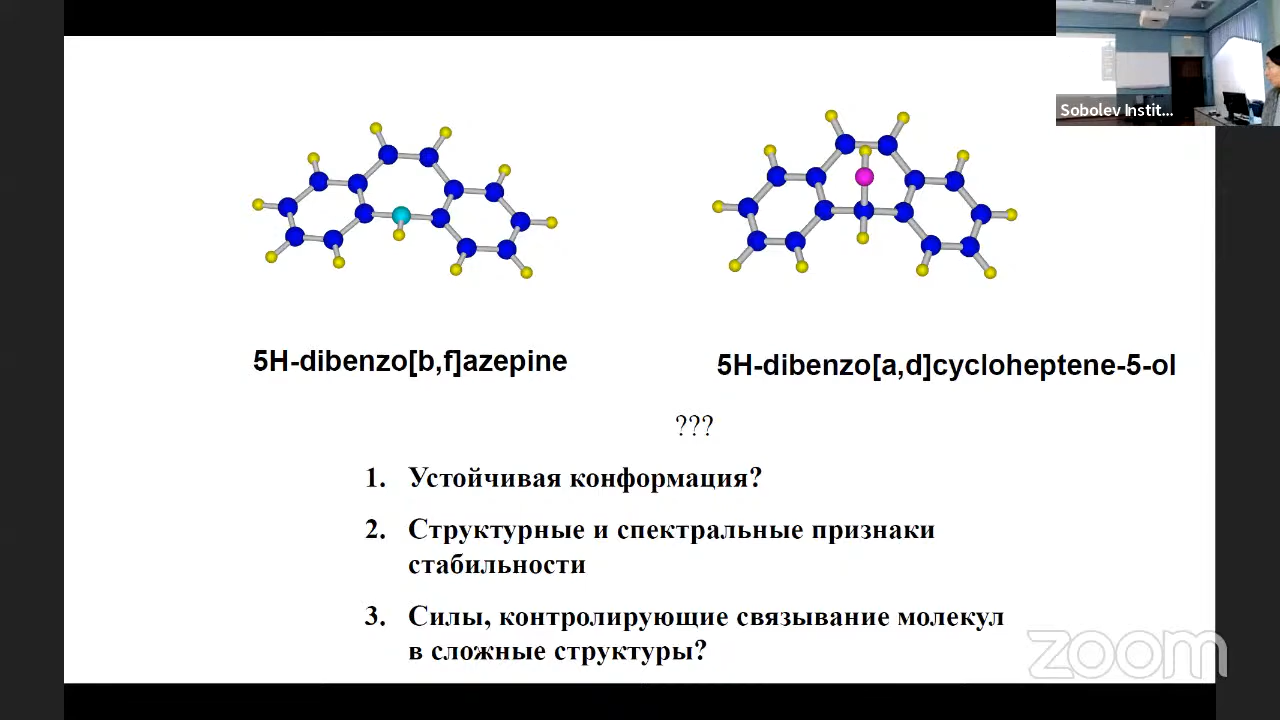 Sobolev Instit...
5H-dibenzo[b,f]azepine
5H-dibenzo[a,d]cycloheptene-5-ol
???
1. Устойчивая конформация?
2. Структурные и спектральные признаки
стабильности
3. Силы, контролирующие связывание молекул
в сложные структуры?
zoom